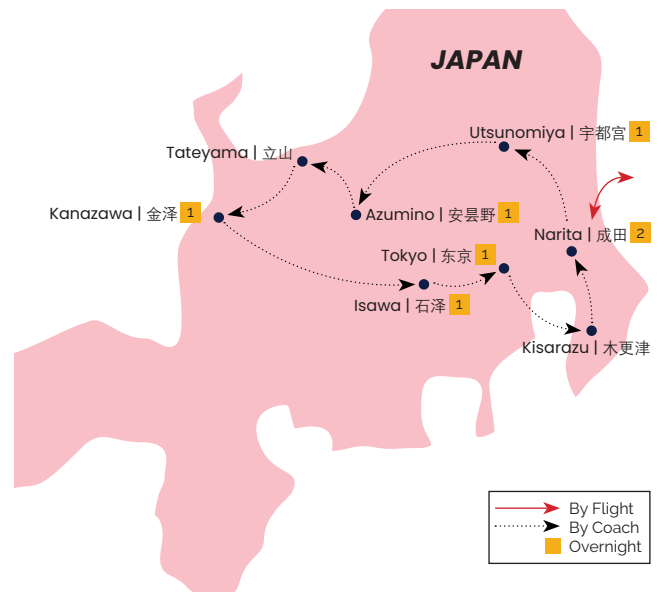 JAPAN
Utsunomiya | 宇都宫 1
Tateyama | 立山
Kanazawa | 金泽 1
Azumino | 安曇野 1
Narita | 成田 2
Tokyo | 东京 1
Isawa | 石泽 1
Kisarazu | 木更津
By Flight
By Coach
Overnight